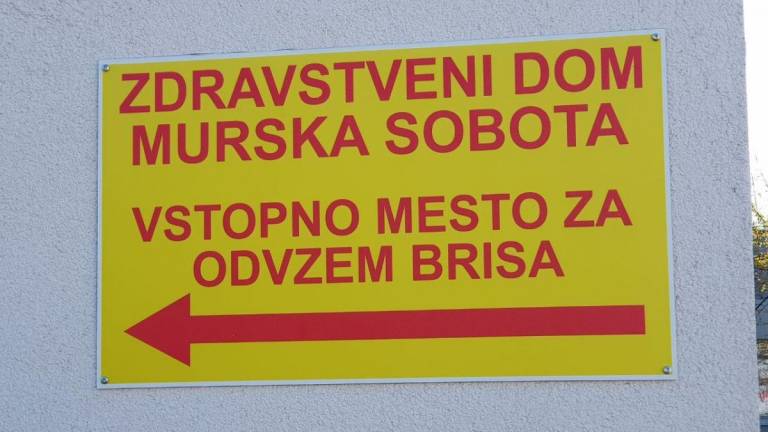 ZDRAVSTVENI DOM
MURSKA SOBOTA
VSTOPNO MESTO ZA
ODVZEM BRISA